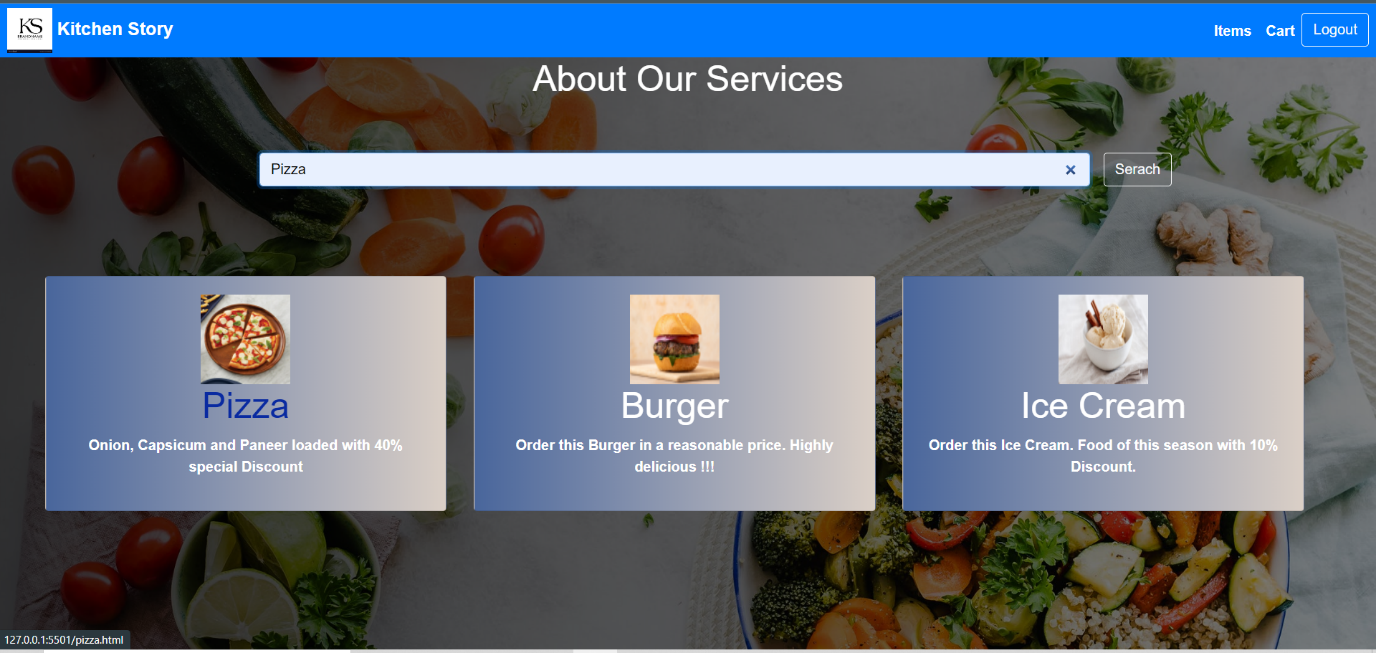 KS
Kitchen Story
Items Cart Logout
About Our Services
Pizza × Serach
Pizza
Onion, Capsicum and Paneer loaded with 40%
special Discount
Burger
Order this Burger in a reasonable price. Highly
delicious !!!
Ice Cream
Order this Ice Cream. Food of this season with 10%
Discount.
127.0.0.1:5501/pizza.html